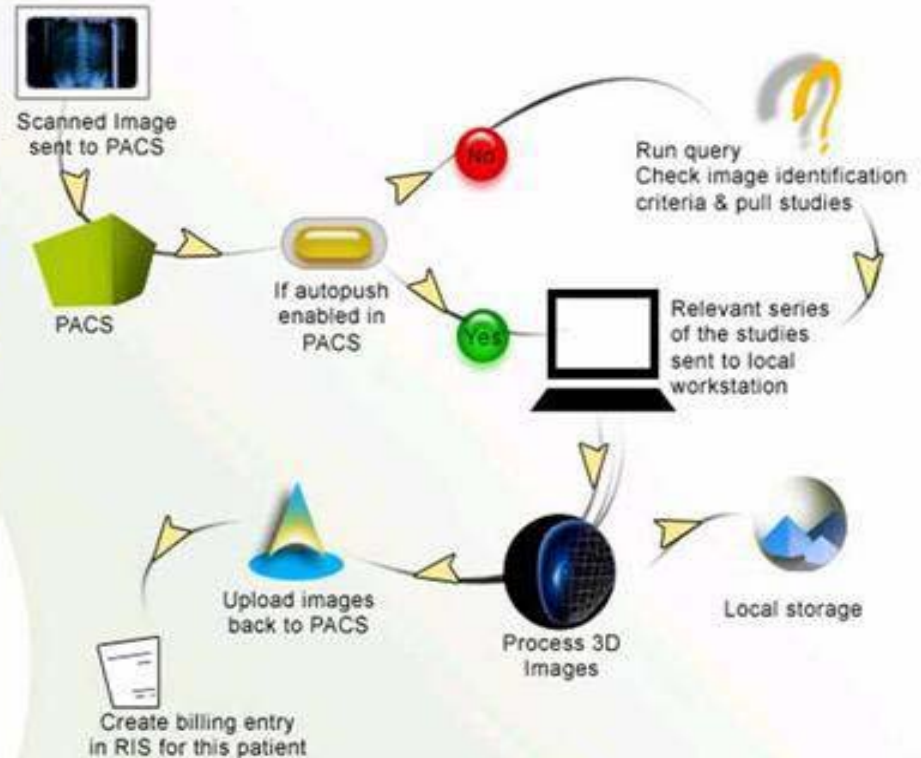 Scanned Image
sent to PACS
PACS
If autopush
enabled in
PACS
No
Yes
Run query
Check image identification
criteria & pull studies
Relevant series
of the studies
sent to local
workstation
Process 3D
Images
Local storage
Upload images
back to PACS
Create billing entry
in RIS for this patient